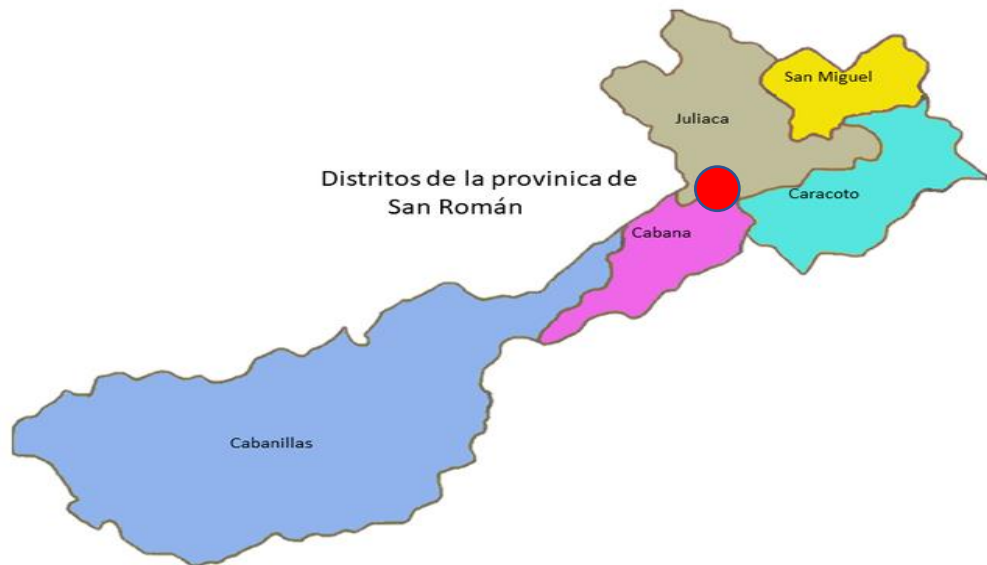 San Miguel
Juliaca
Distritos de la provinica de
San Román
Caracoto
Cabana
Cabanillas